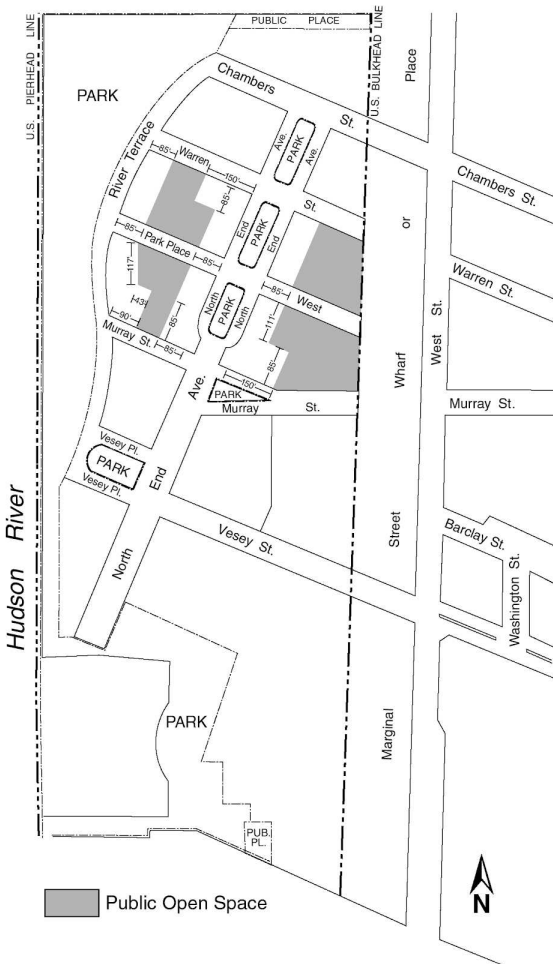 U.S. PIERHEAD LINE
PUBLIC PLACE
U.S. BULKHEAD LINE
Place
PARK
Chambers
St.
Chambers St.
River Terrace
Ave.
PARK
Ave.
85'
Warren
150'
85'
St.
or
End
PARK
End
Warren St.
85'
Park Place
85'
117'
43'
90'
85'
85'
Murray St.
North
PARK
North
85'
West
111'
85'
150'
PARK
Murray St.
Ave.
Wharf
West St.
Murray St.
Vesey Pl.
PARK
Vesey Pl.
End
North
Vesey St.
Street
Barclay St.
Washington St.
Hudson River
PARK
Marginal
PUB.
PL.
Public Open Space
N